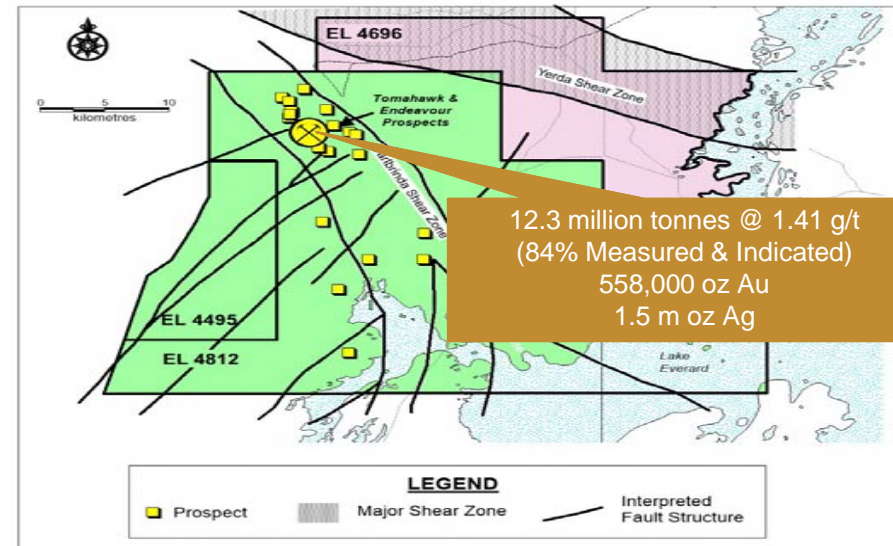 EL 4696
Yerda Shear Zone
0 5 10
kilometres
Tomahawk &
Endeavour
Prospects
Shear Zone
12.3 million tonnes @ 1.41 g/t
(84% Measured & Indicated)
558,000 oz Au
1.5 m oz Ag
EL 4495
EL 4812
Lake
Everard
LEGEND
Prospect
Major Shear Zone
Interpreted
Fault Structure